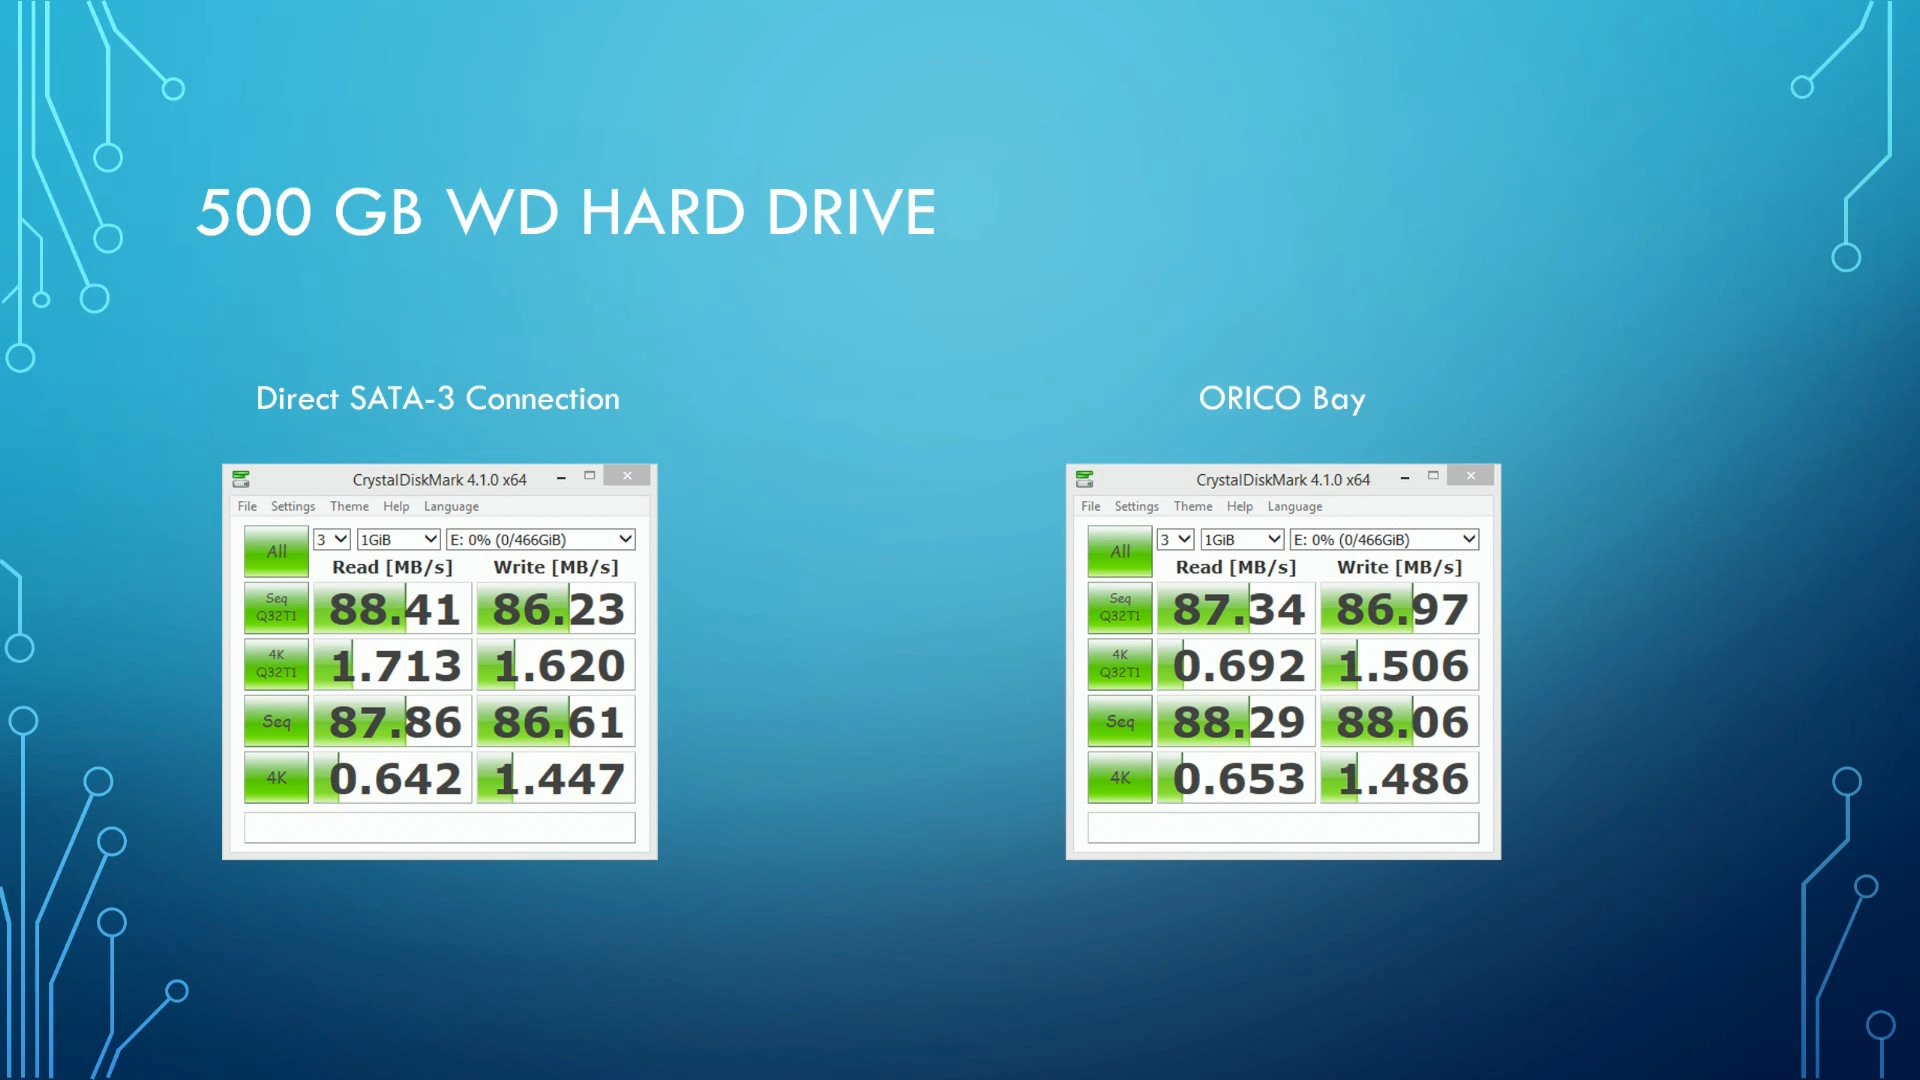 500 GB WD HARD DRIVE
Direct SATA-3 Connection
CrystalDiskMark 4.1.0 x64
File Settings Theme Help Language
All 3 1GiB E: 0% (0/466GiB)
Read [MB/s] Write [MB/s]
Seq Q32T1 88.41 86.23
4K Q32T1 1.713 1.620
Seq 87.86 86.61
4K 0.642 1.447
ORICO Bay
CrystalDiskMark 4.1.0 x64
File Settings Theme Help Language
All 3 1GiB E: 0% (0/466GiB)
Read [MB/s] Write [MB/s]
Seq Q32T1 87.34 86.97
4K Q32T1 0.692 1.506
Seq 88.29 88.06
4K 0.653 1.486